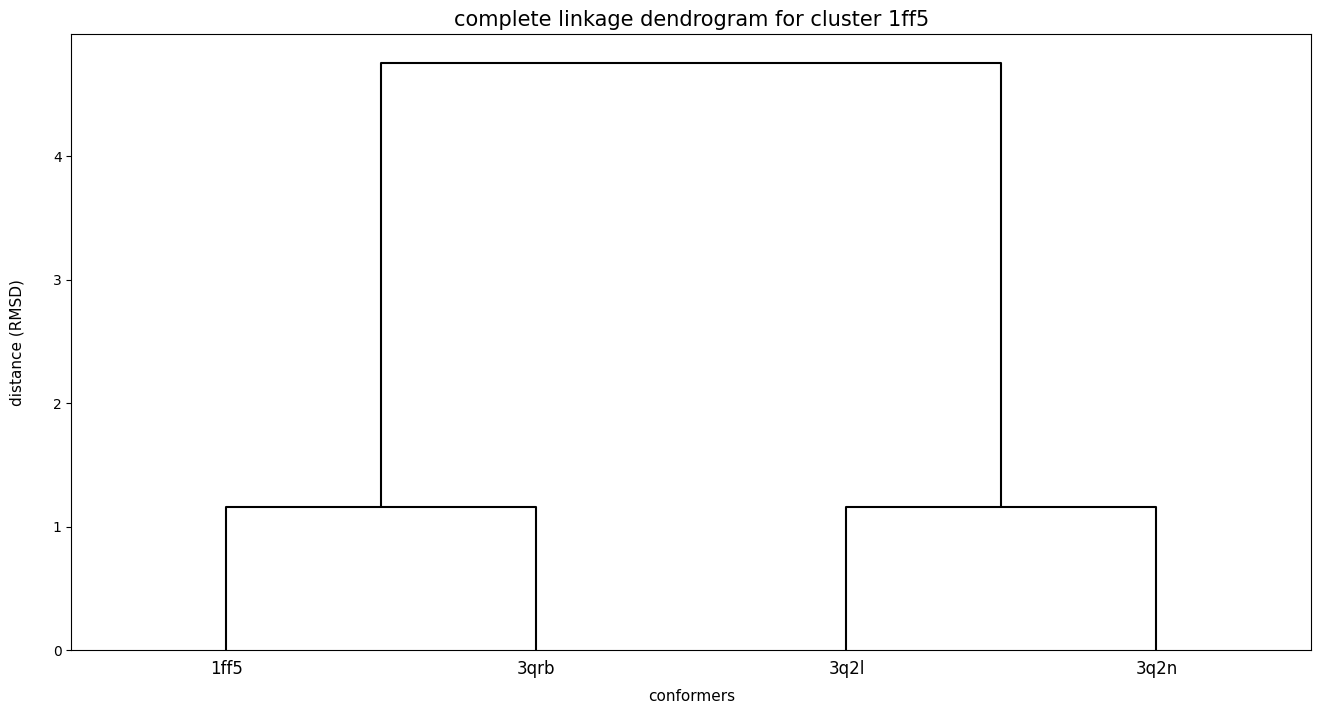 complete linkage dendrogram for cluster 1ff5
4
3
2
1
0
distance (RMSD)
1ff5 3qrb 3q2l 3q2n
conformers